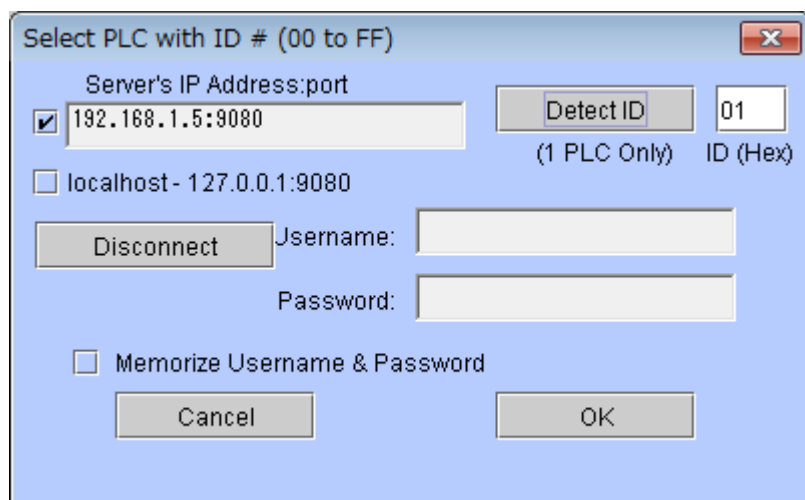 Select PLC with ID # (00 to FF)
Server's IP Address:port
192.168.1.5:9080
Detect ID
01
(1 PLC Only)
ID (Hex)
localhost - 127.0.0.1:9080
Disconnect
Username:
Password:
Memorize Username & Password
Cancel
OK